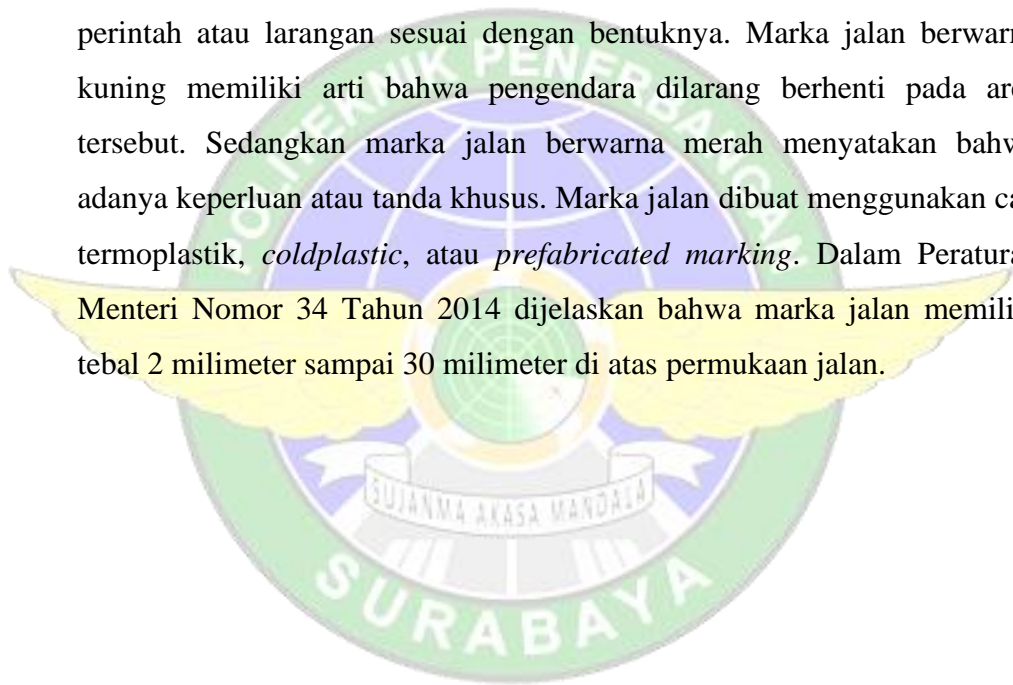 perintah atau larangan sesuai dengan bentuknya. Marka jalan berwarn
kuning memiliki arti bahwa pengendara dilarang berhenti pada are
tersebut. Sedangkan marka jalan berwarna merah menyatakan bahw
adanya keperluan atau tanda khusus. Marka jalan dibuat menggunakan ca
termoplastik, coldplastic, atau prefabricated marking. Dalam Peratura
Menteri Nomor 34 Tahun 2014 dijelaskan bahwa marka jalan memili
tebal 2 milimeter sampai 30 milimeter di atas permukaan jalan.
POLITEKNIK PENERBANGAN
SUJANMA AKASA MANDALA
SURABAYA